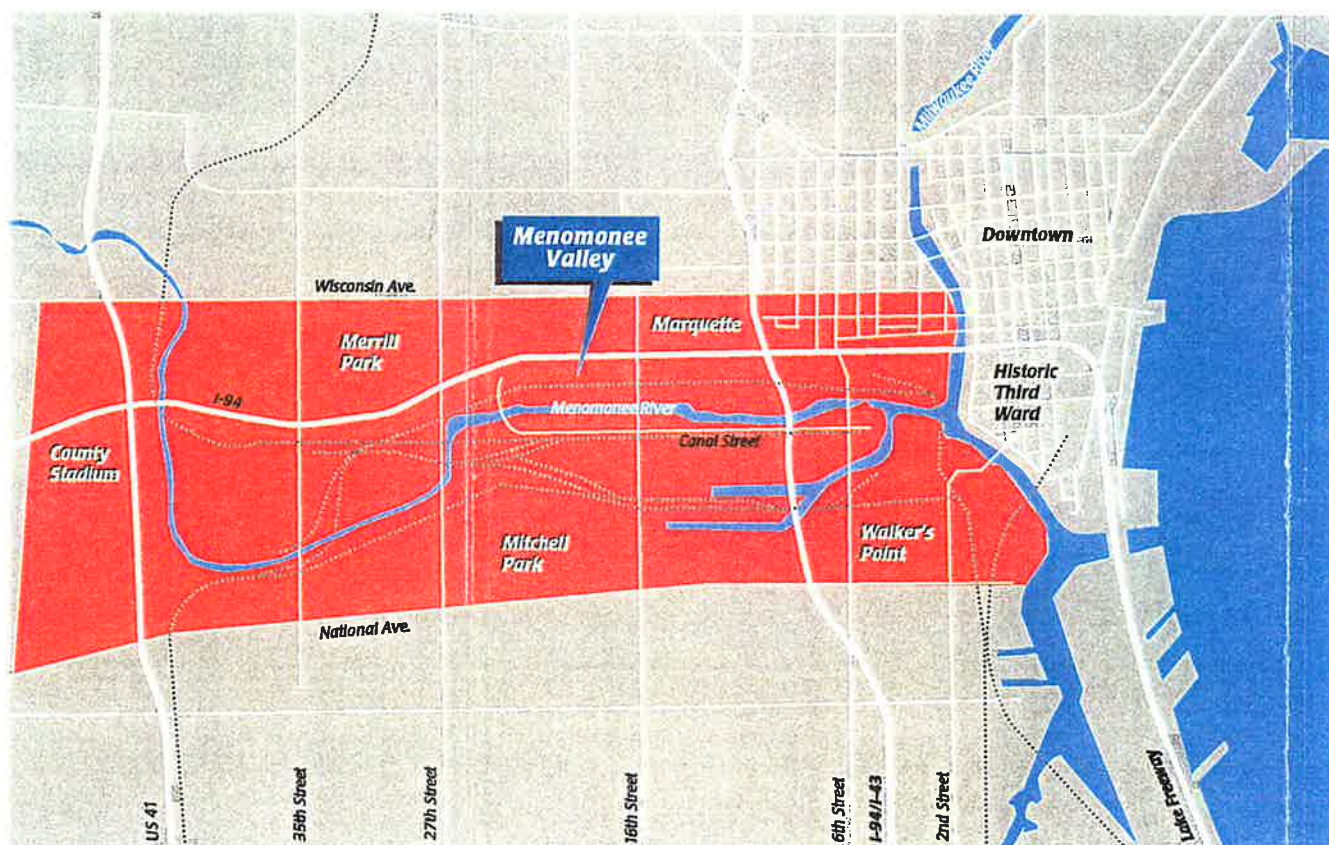 Milwaukee River
Downtown
Menomonee
Valley
Wisconsin Ave.
Merrill
Park
Marquette
Historic
Third
Ward
I-94
Menomonee River
Canal Street
County
Stadium
Mitchell
Park
Walker's
Point
National Ave.
US 41
35th Street
27th Street
16th Street
6th Street
I-94/I-43
2nd Street
Lake Freeway